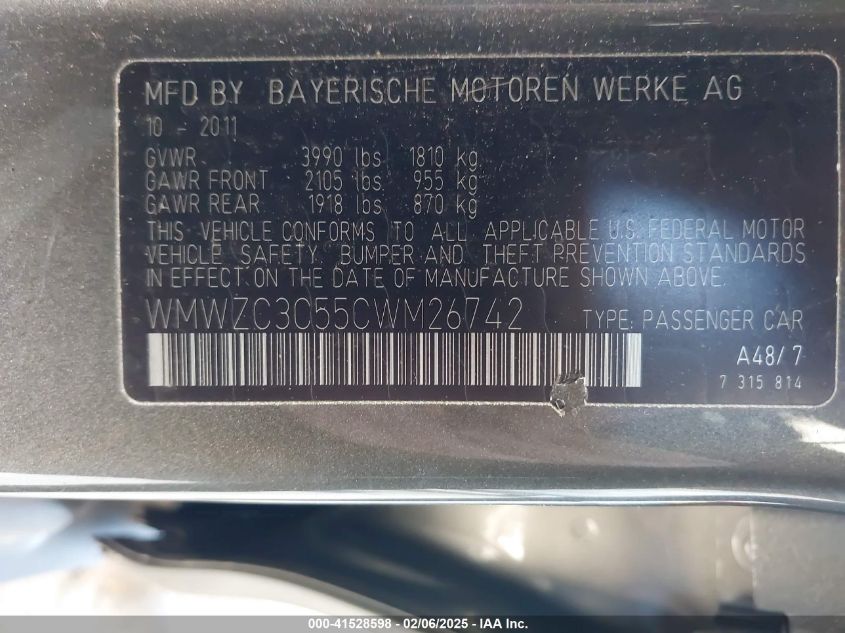 MFD BY BAYERISCHE MOTOREN WERKE AG
10 - 2011
GVWR 3990 lbs 1810 kg
GAWR FRONT 2105 lbs 955 kg
GAWR REAR 1918 lbs 870 kg
THIS VEHICLE CONFORMS TO ALL APPLICABLE U.S. FEDERAL MOTOR
VEHICLE SAFETY, BUMPER AND THEFT PREVENTION STANDARDS
IN EFFECT ON THE DATE OF MANUFACTURE SHOWN ABOVE.
WMWZC3C55CWM26742 TYPE: PASSENGER CAR
A48/7
7 315 814
000-41528598 - 02/06/2025 - IAA Inc.